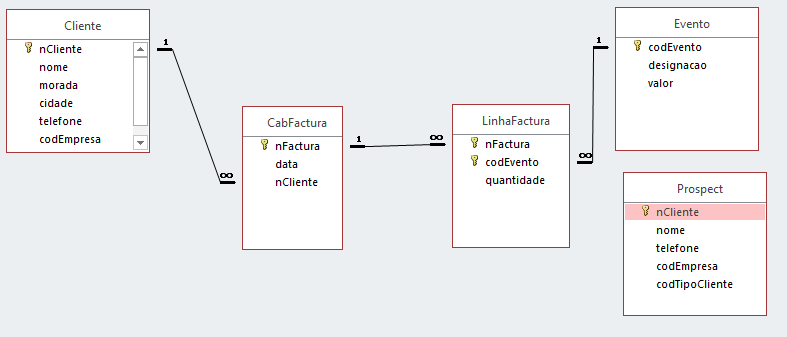 Cliente
nCliente
nome
morada
cidade
telefone
codEmpresa
1
∞
CabFactura
nFactura
data
nCliente
1
∞
LinhaFactura
nFactura
codEvento
quantidade
1
∞
Evento
codEvento
designacao
valor
Prospect
nCliente
nome
telefone
codEmpresa
codTipoCliente